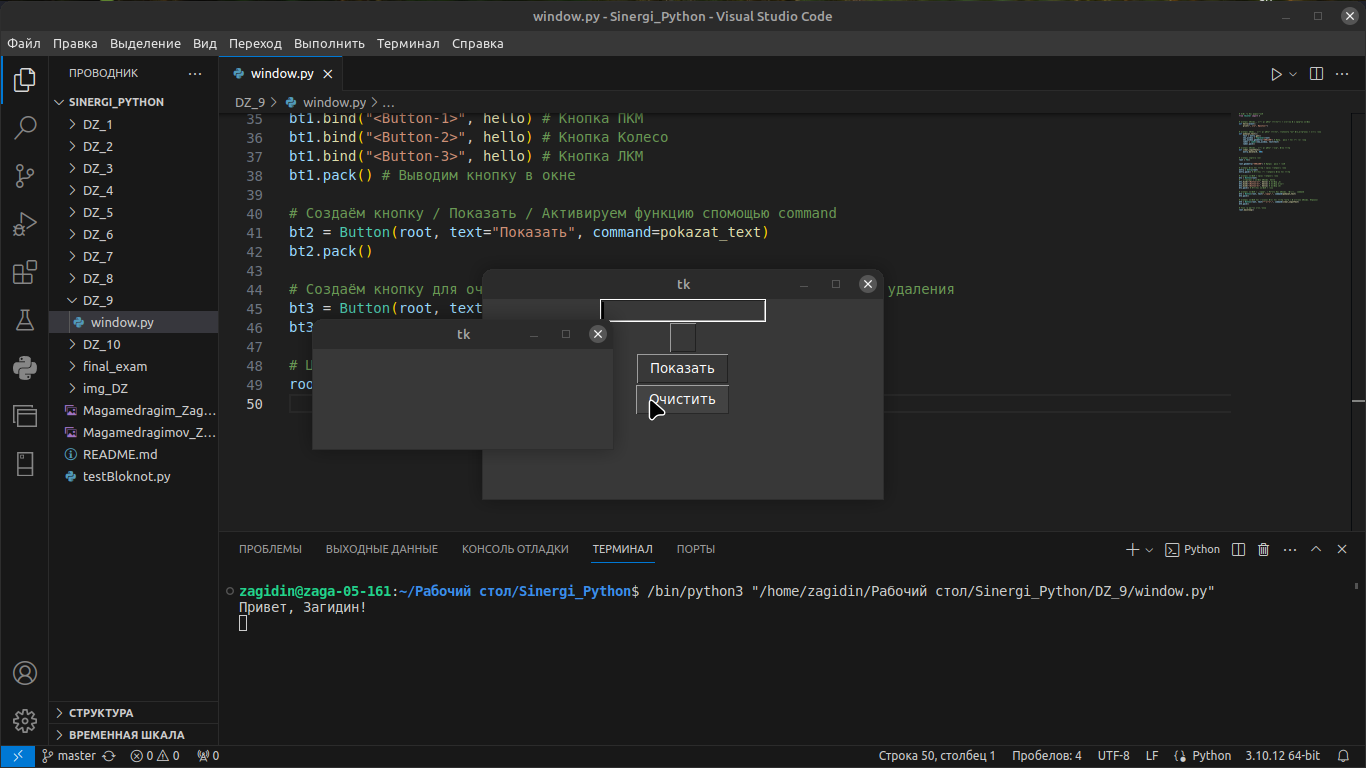 window.py - Sinergi_Python - Visual Studio Code
Файл Правка Выделение Вид Переход Выполнить Терминал Справка
ПРОВОДНИК
SINERGI_PYTHON
DZ_1
DZ_2
DZ_3
DZ_4
DZ_5
DZ_6
DZ_7
DZ_8
DZ_9
window.py
DZ_10
final_exam
img_DZ
Magamedragim_Zag...
Magamedragimov_Z...
README.md
testBloknot.py
СТРУКТУРА
ВРЕМЕННАЯ ШКАЛА
window.py
DZ_9 > window.py > ...
35 bt1.bind("<Button-1>", hello) # Кнопка ПКМ
36 bt1.bind("<Button-2>", hello) # Кнопка Колесо
37 bt1.bind("<Button-3>", hello) # Кнопка ЛКМ
38 bt1.pack() # Выводим кнопку в окне
39
40 # Создаём кнопку / Показать / Активируем функцию спомощью command
41 bt2 = Button(root, text="Показать", command=pokazat_text)
42 bt2.pack()
43
44 # Создаём кнопку для оч удаления
45 bt3 = Button(root, text
46 bt3
47
48 # Ц
49 roo
50
tk
Показать
Очистить
tk
ПРОБЛЕМЫ ВЫХОДНЫЕ ДАННЫЕ КОНСОЛЬ ОТЛАДКИ ТЕРМИНАЛ ПОРТЫ
Python
zagidin@zaga-05-161:~/Рабочий стол/Sinergi_Python$ /bin/python3 "/home/zagidin/Рабочий стол/Sinergi_Python/DZ_9/window.py"
Привет, Загидин!
master 0 0 0 Строка 50, столбец 1 Пробелов: 4 UTF-8 LF Python 3.10.12 64-bit